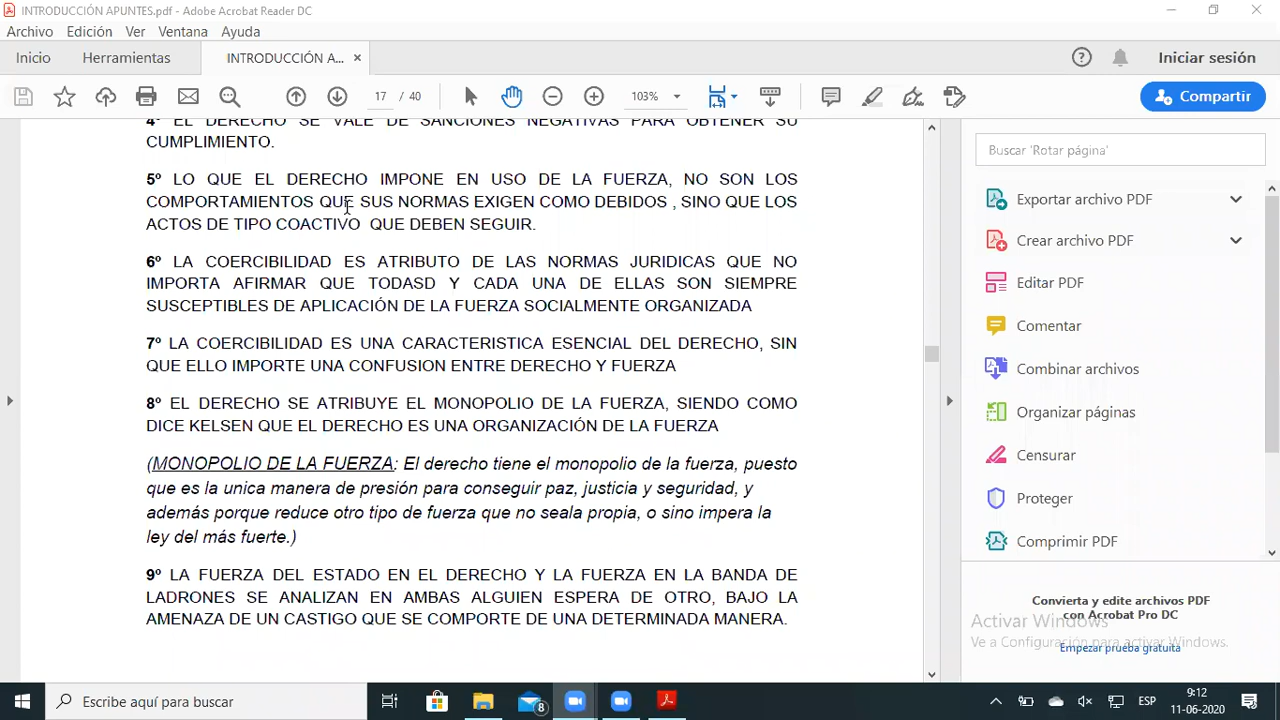 INTRODUCCIÓN APUNTES.pdf - Adobe Acrobat Reader DC
Archivo Edición Ver Ventana Ayuda
Inicio Herramientas INTRODUCCIÓN A... × Iniciar sesión
17 / 40 103% Compartir
4º EL DERECHO SE VALE DE SANCIONES NEGATIVAS PARA OBTENER SU
CUMPLIMIENTO.
5º LO QUE EL DERECHO IMPONE EN USO DE LA FUERZA, NO SON LOS
COMPORTAMIENTOS QUE SUS NORMAS EXIGEN COMO DEBIDOS , SINO QUE LOS
ACTOS DE TIPO COACTIVO QUE DEBEN SEGUIR.
6º LA COERCIBILIDAD ES ATRIBUTO DE LAS NORMAS JURIDICAS QUE NO
IMPORTA AFIRMAR QUE TODASD Y CADA UNA DE ELLAS SON SIEMPRE
SUSCEPTIBLES DE APLICACIÓN DE LA FUERZA SOCIALMENTE ORGANIZADA
7º LA COERCIBILIDAD ES UNA CARACTERISTICA ESENCIAL DEL DERECHO, SIN
QUE ELLO IMPORTE UNA CONFUSION ENTRE DERECHO Y FUERZA
8º EL DERECHO SE ATRIBUYE EL MONOPOLIO DE LA FUERZA, SIENDO COMO
DICE KELSEN QUE EL DERECHO ES UNA ORGANIZACIÓN DE LA FUERZA
(MONOPOLIO DE LA FUERZA: El derecho tiene el monopolio de la fuerza, puesto
que es la unica manera de presión para conseguir paz, justicia y seguridad, y
además porque reduce otro tipo de fuerza que no seala propia, o sino impera la
ley del más fuerte.)
9º LA FUERZA DEL ESTADO EN EL DERECHO Y LA FUERZA EN LA BANDA DE
LADRONES SE ANALIZAN EN AMBAS ALGUIEN ESPERA DE OTRO, BAJO LA
AMENAZA DE UN CASTIGO QUE SE COMPORTE DE UNA DETERMINADA MANERA.
Buscar 'Rotar página'
Exportar archivo PDF
Crear archivo PDF
Editar PDF
Comentar
Combinar archivos
Organizar páginas
Censurar
Proteger
Comprimir PDF
Convierta y edite archivos PDF
con Acrobat Pro DC
Activar Windows
Ve a Configuración para activar Windows.
Empezar prueba gratuita
Escribe aquí para buscar
8
ESP
9:12
11-06-2020